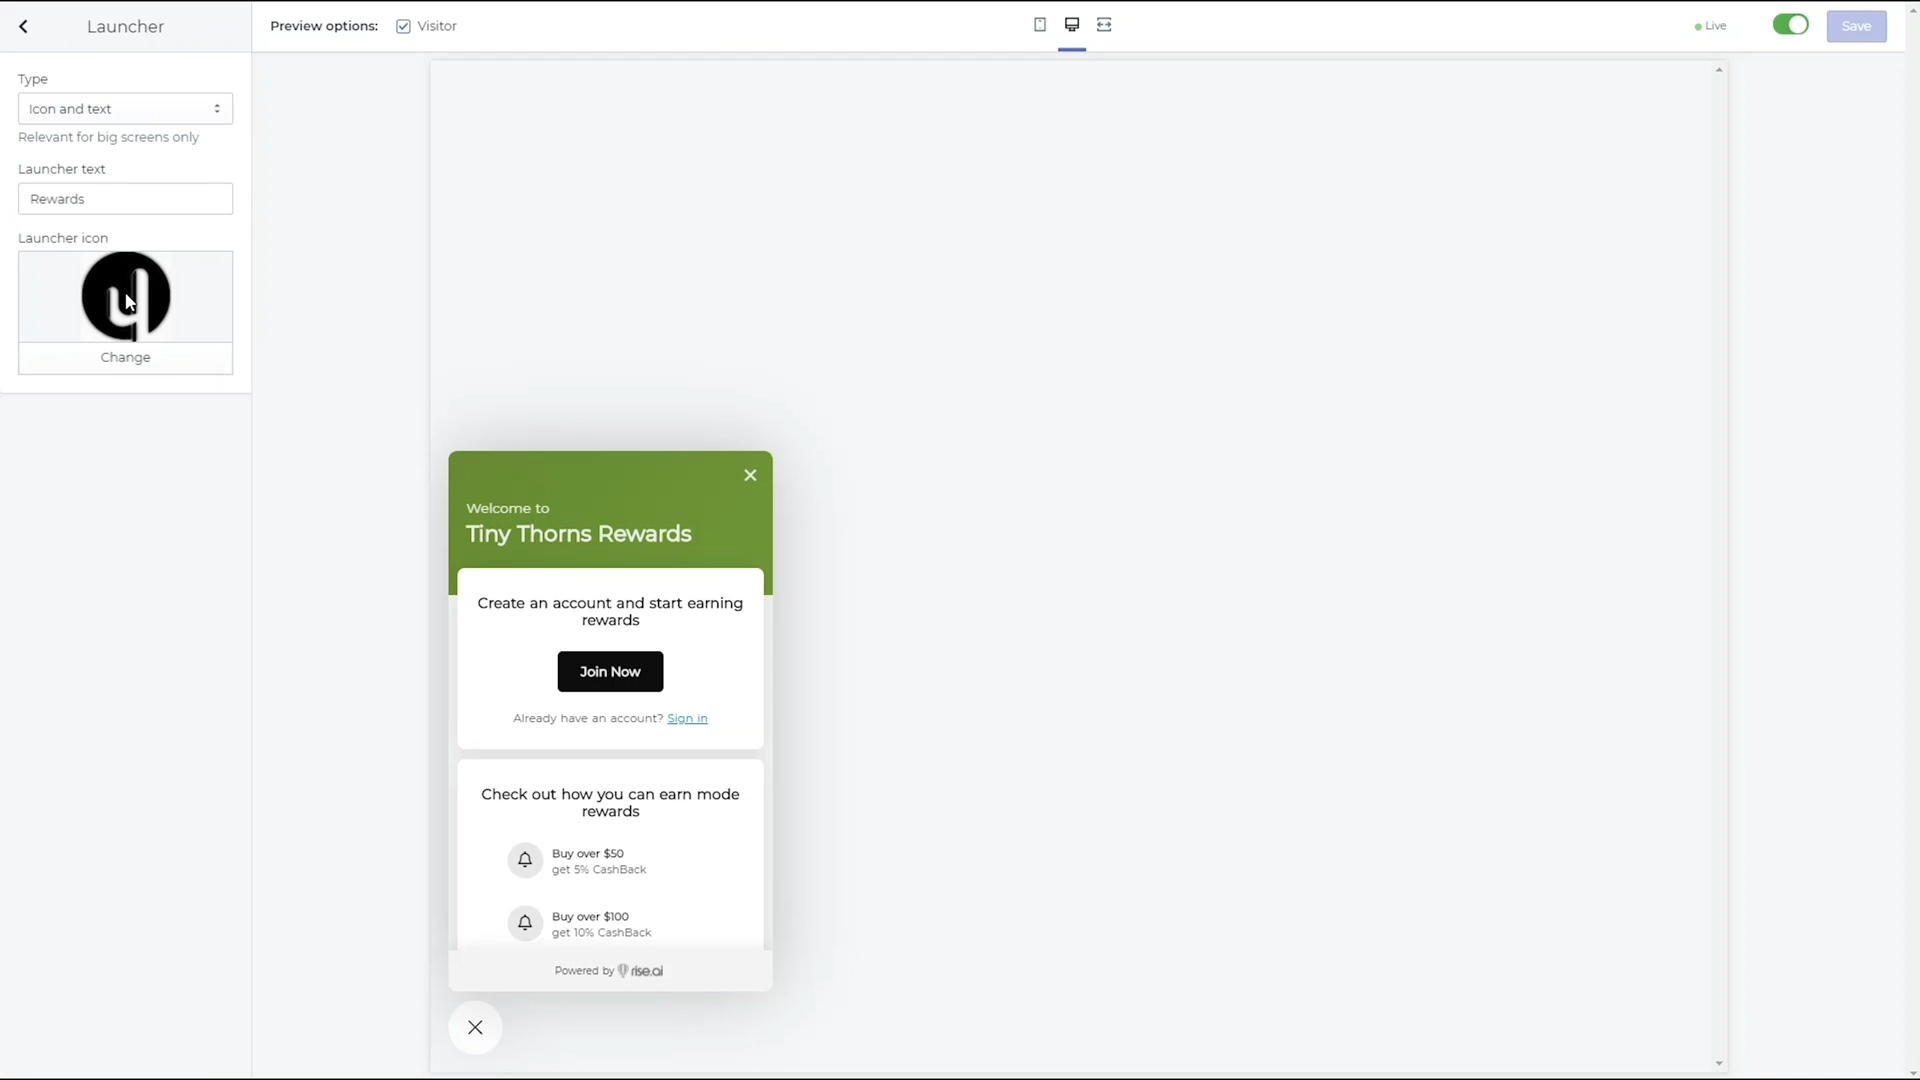 Launcher
Preview options:
Visitor
Live
Save
Type
Icon and text
Relevant for big screens only
Launcher text
Rewards
Launcher icon
Change
Welcome to
Tiny Thorns Rewards
Create an account and start earning
rewards
Join Now
Already have an account? Sign in
Check out how you can earn mode
rewards
Buy over $50
get 5% CashBack
Buy over $100
get 10% CashBack
Powered by rise.ai